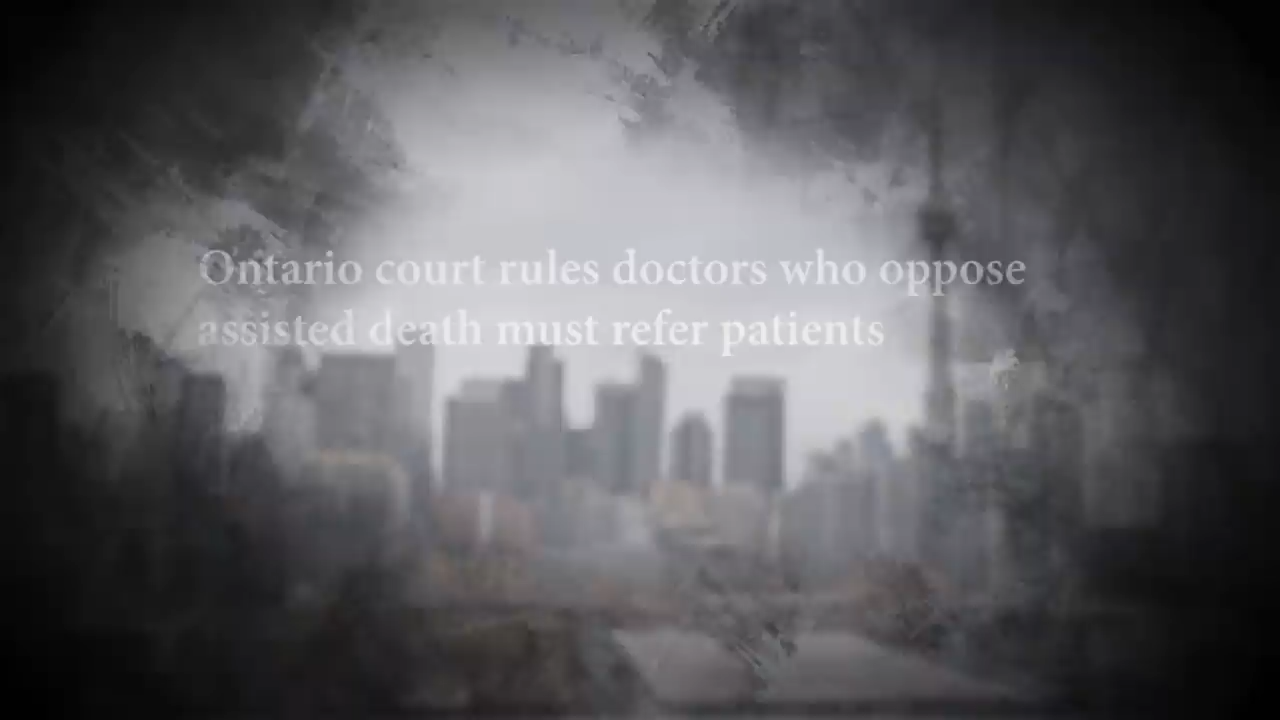 Ontario court rules doctors who oppose
assisted death must refer patients